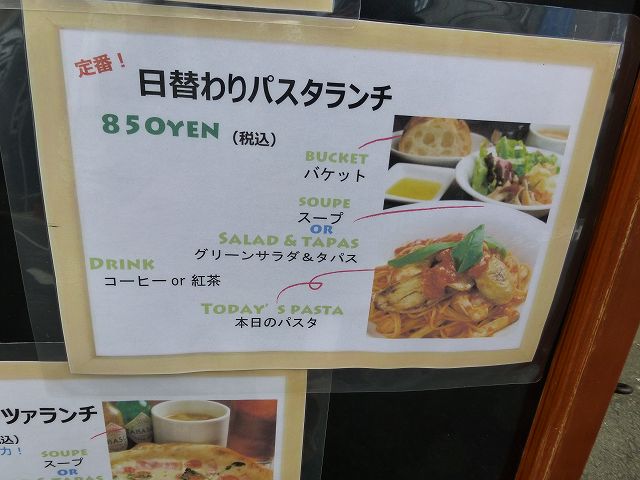 定番！
日替わりパスタランチ
850YEN（税込）
BUCKET
バケット
SOUPE
スープ
OR
SALAD & TAPAS
グリーンサラダ＆タパス
DRINK
コーヒー or 紅茶
TODAY'S PASTA
本日のパスタ
ツァランチ
込）
力！
SOUPE
スープ
OR